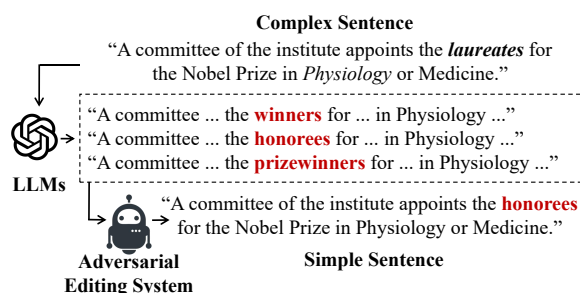 Complex Sentence
“A committee of the institute appoints the laureates for
the Nobel Prize in Physiology or Medicine.”
“A committee ... the winners for ... in Physiology ...”
“A committee ... the honorees for ... in Physiology ...”
“A committee ... the prizewinners for ... in Physiology ...”
LLMs
“A committee of the institute appoints the honorees
for the Nobel Prize in Physiology or Medicine.”
Adversarial
Editing System
Simple Sentence